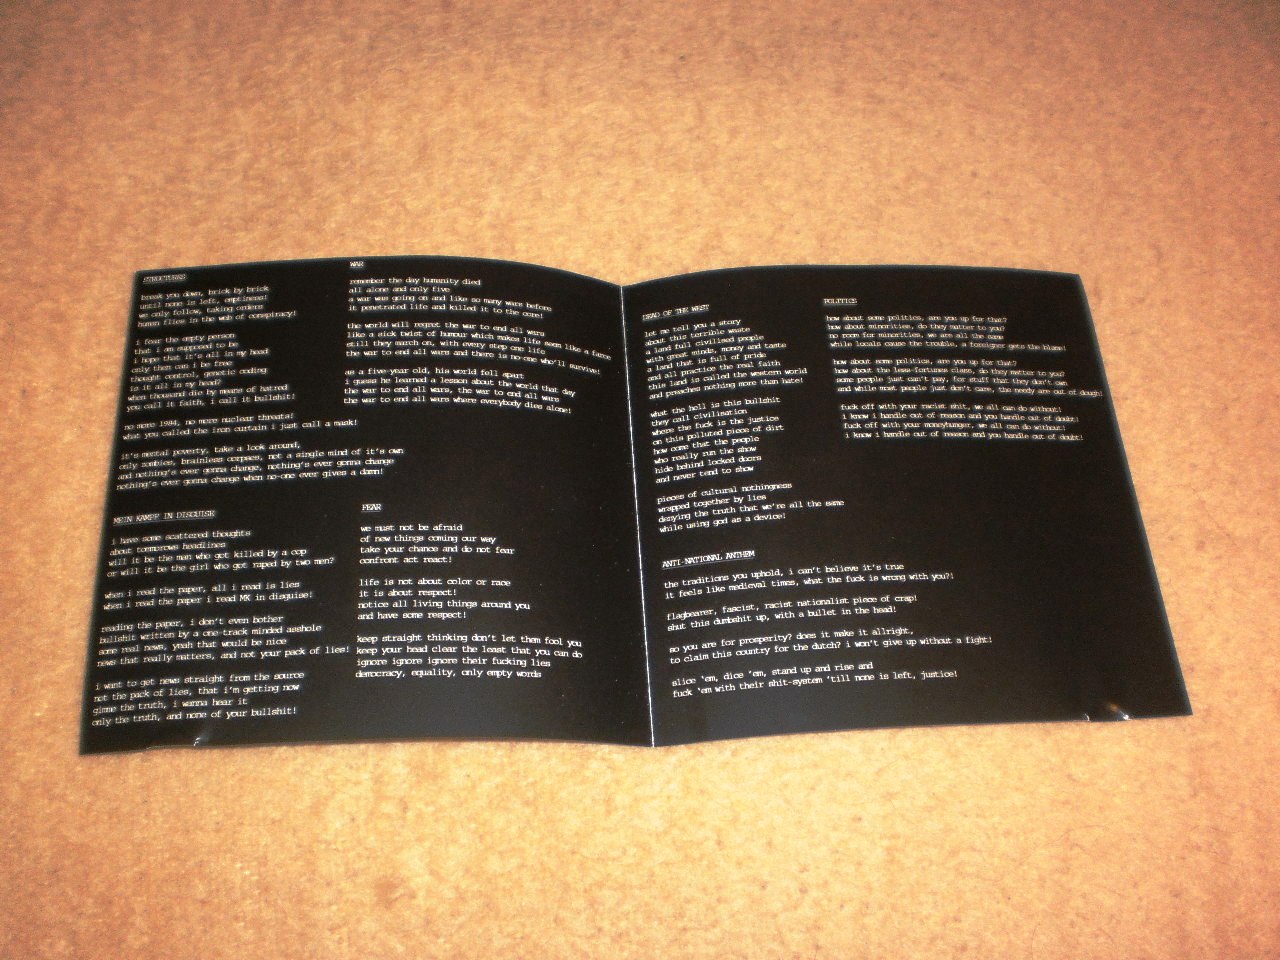 STRUCTURES
break you down, brick by brick
until none is left, emptiness!
we only follow, taking orders
human flies in the web of conspiracy!
i fear the empty person
that i am supposed to be
i hope that it's all in my head
only then can i be free
thought control, genetic coding
is it all in my head?
when thousand die by means of hatred
you call it faith, i call it bullshit!
no more 1984, no more nuclear threats!
what you called the iron curtain i just call a mask!
it's mental poverty, take a look around,
only zombies, brainless corpses, not a single mind of it's own
and nothing's ever gonna change, nothing's ever gonna change
nothing's ever gonna change when no-one ever gives a damn!
WAR
remember the day humanity died
all alone and only five
a war was going on and like so many wars before
it penetrated life and killed it to the core!
the world will regret the war to end all wars
like a sick twist of humour which makes life seem like a farce
still they march on, with every step one life
the war to end all wars and there is no-one who'll survive!
as a five-year old, his world fell apart
i guess he learned a lesson about the world that day
the war to end all wars, the war to end all wars
the war to end all wars where everybody dies alone!
MEIN KAMPF IN DISGUISE
i have some scattered thoughts
about tommorows headlines
will it be the man who got killed by a cop
or will it be the girl who got raped by two men?
when i read the paper, all i read is lies
when i read the paper i read MK in disguise!
reading the paper, i don't even bother
bullshit written by a one-track minded asshole
some real news, yeah that would be nice
news that really matters, and not your pack of lies!
i want to get news straight from the source
not the pack of lies, that i'm getting now
gimme the truth, i wanna hear it
only the truth, and none of your bullshit!
FEAR
we must not be afraid
of new things coming our way
take your chance and do not fear
confront act react!
life is not about color or race
it is about respect!
notice all living things around you
and have some respect!
keep straight thinking don't let them fool you
keep your head clear the least that you can do
ignore ignore ignore their fucking lies
democracy, equality, only empty words
DEAD OF THE WEST
let me tell you a story
about this terrible waste
a land full civilised people
with great minds, money and taste
a land that is full of pride
and all practice the real faith
this land is called the western world
and preaches nothing more than hate!
what the hell is this bullshit
they call civilisation
where the fuck is the justice
on this polluted piece of dirt
how come that the people
who really run the show
hide behind locked doors
and never tend to show
pieces of cultural nothingness
wrapped together by lies
denying the truth that we're all the same
while using god as a device!
POLITICS
how about some politics, are you up for that?
how about minorities, do they matter to you?
no room for minorities, we are all the same
while locals cause the trouble, a foreigner gets the blame!
how about some politics, are you up for that?
how about the less-fortunes class, do they matter to you?
some people just can't pay, for stuff that they don't own
and while most people just don't care, the needy are out of dough!
fuck off with your racist shit, we all can do without!
i know i handle out of reason and you handle out of doubt!
fuck off with your moneyhunger, we all can do without!
i know i handle out of reason and you handle out of doubt!
ANTI-NATIONAL ANTHEM
the traditions you uphold, i can't believe it's true
it feels like medieval times, what the fuck is wrong with you?!
flagbearer, fascist, racist nationalist piece of crap!
shut this dumbshit up, with a bullet in the head!
so you are for prosperity? does it make it allright,
to claim this country for the dutch? i won't give up without a fight!
slice 'em, dice 'em, stand up and rise and
fuck 'em with their shit-system 'till none is left, justice!